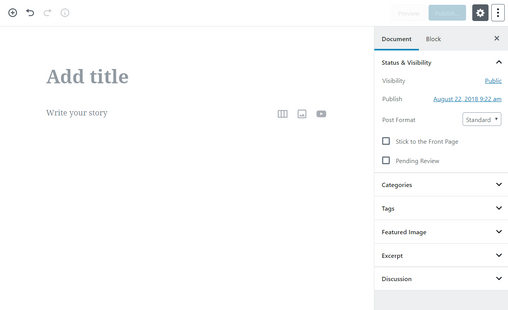 Preview
Publish...
Document
Block
Status & Visibility
Visibility
Public
Publish
August 22, 2018 9:22 am
Post Format
Standard
Stick to the Front Page
Pending Review
Categories
Tags
Featured Image
Excerpt
Discussion
Add title
Write your story